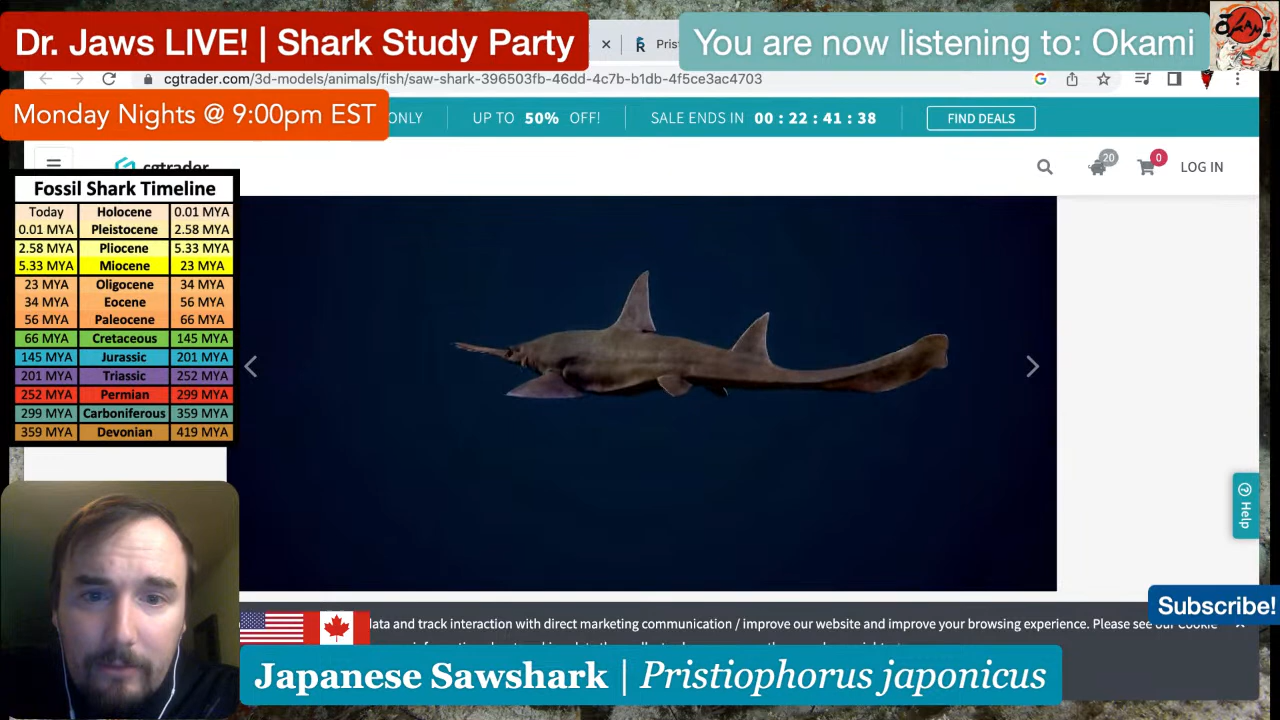 Dr. Jaws LIVE! | Shark Study Party
Pris
You are now listening to: Okami
ōkami
cgtrader.com/3d-models/animals/fish/saw-shark-396503fb-46dd-4c7b-b1db-4f5ce3ac4703
Monday Nights @ 9:00pm EST
ONLY UP TO 50% OFF! SALE ENDS IN 00 : 22 : 41 : 38 FIND DEALS
cgtrader
20 0 LOG IN
Fossil Shark Timeline
Today Holocene 0.01 MYA
0.01 MYA Pleistocene 2.58 MYA
2.58 MYA Pliocene 5.33 MYA
5.33 MYA Miocene 23 MYA
23 MYA Oligocene 34 MYA
34 MYA Eocene 56 MYA
56 MYA Paleocene 66 MYA
66 MYA Cretaceous 145 MYA
145 MYA Jurassic 201 MYA
201 MYA Triassic 252 MYA
252 MYA Permian 299 MYA
299 MYA Carboniferous 359 MYA
359 MYA Devonian 419 MYA
Help
Subscribe!
data and track interaction with direct marketing communication / improve our website and improve your browsing experience. Please see our Cookie
Japanese Sawshark | Pristiophorus japonicus